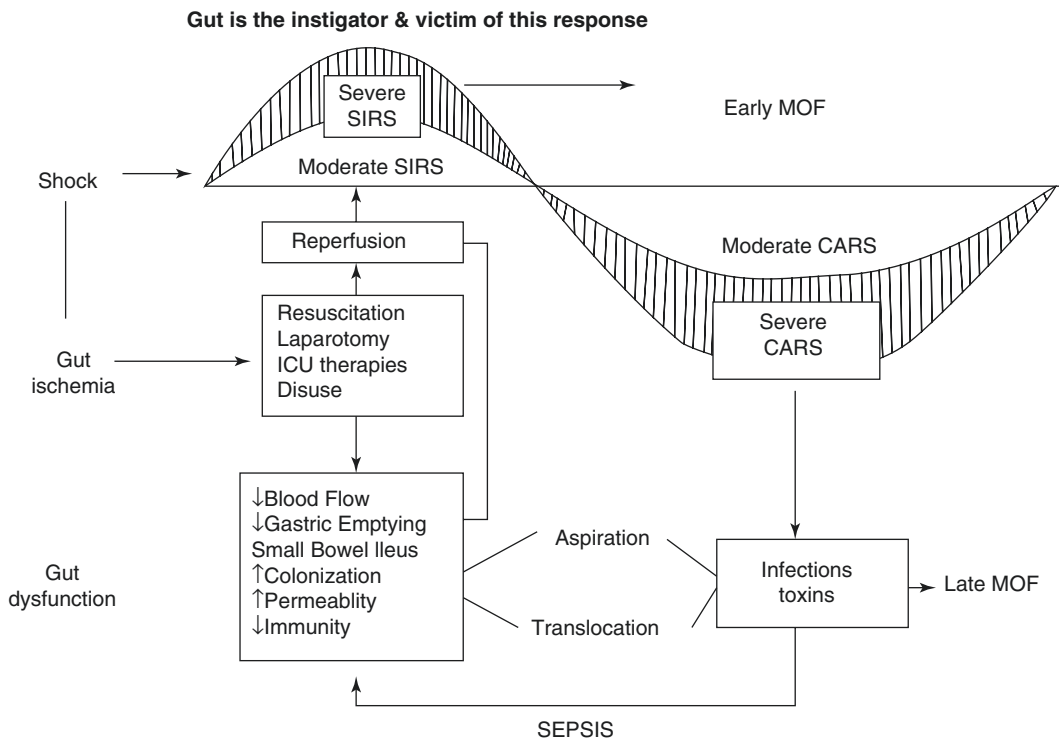 Gut is the instigator & victim of this response
Severe
SIRS
Early MOF
Moderate SIRS
Shock
Reperfusion
Moderate CARS
Resuscitation
Laparotomy
ICU therapies
Disuse
Severe
CARS
Gut
ischemia
↓Blood Flow
↓Gastric Emptying
Small Bowel Ileus
↑Colonization
↑Permeablity
↓Immunity
Aspiration
Infections
toxins
Late MOF
Gut
dysfunction
Translocation
SEPSIS